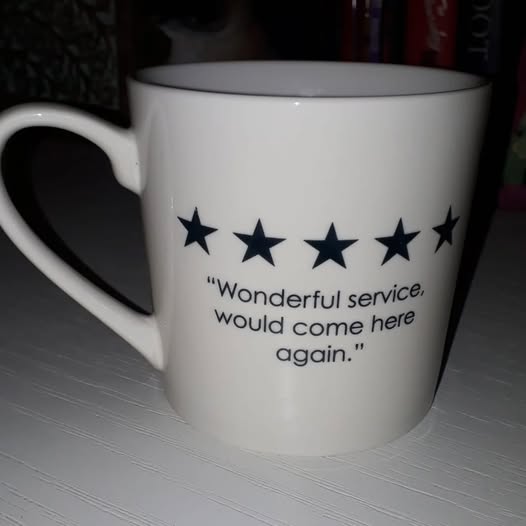 “Wonderful service,
would come here
again.”